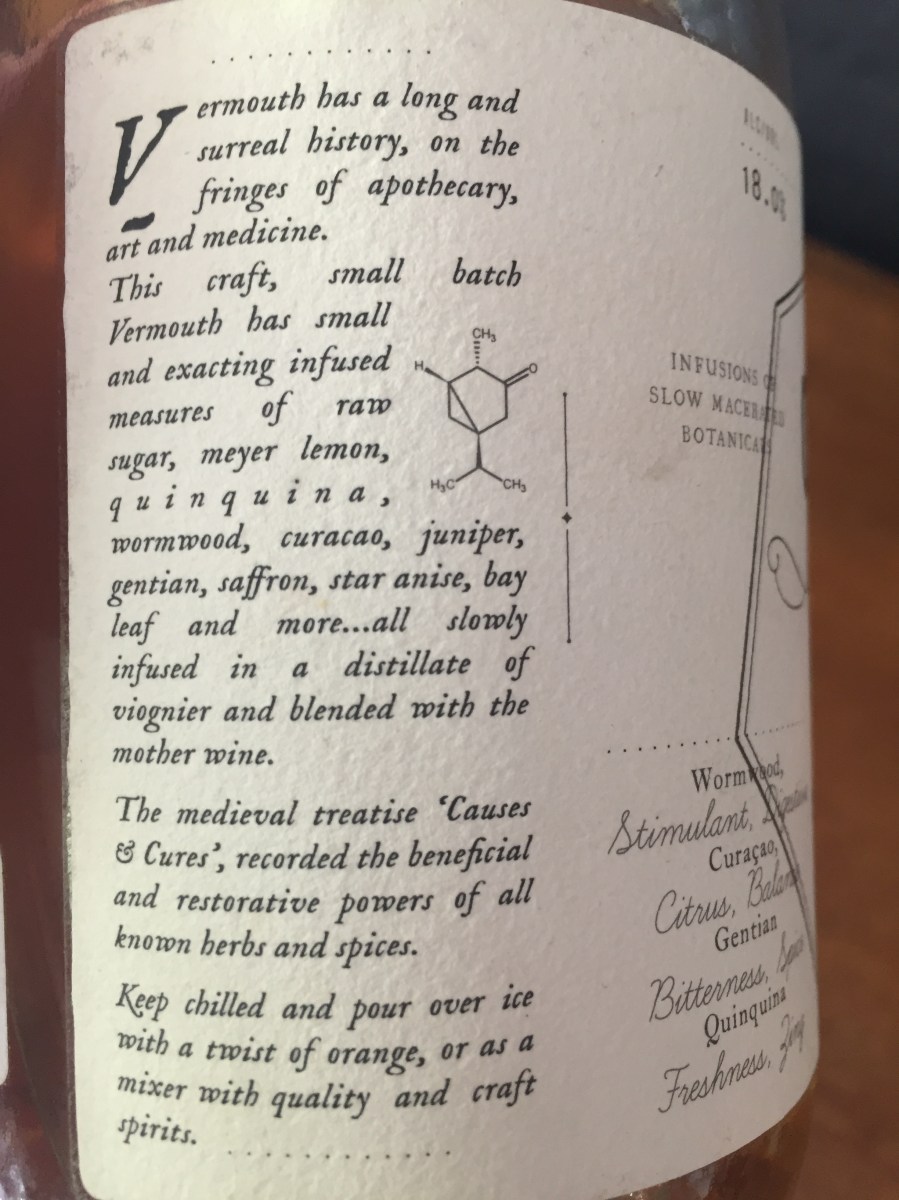 Vermouth has a long and
surreal history, on the
fringes of apothecary,
art and medicine.
This craft, small batch
Vermouth has small
and exacting infused
measures of raw
sugar, meyer lemon,
quinquina,
wormwood, curacao, juniper,
gentian, saffron, star anise, bay
leaf and more...all slowly
infused in a distillate of
viognier and blended with the
mother wine.
The medieval treatise ‘Causes
& Cures’, recorded the beneficial
and restorative powers of all
known herbs and spices.
Keep chilled and pour over ice
with a twist of orange, or as a
mixer with quality and craft
spirits.
CH₃
H
O
H₃C
CH₃
18.0%
INFUSIONS
SLOW MACERATED
BOTANICALS
Wormwood,
Stimulant,
Curaçao,
Citrus,
Gentian
Bitterness,
Quinquina
Freshness, Zing